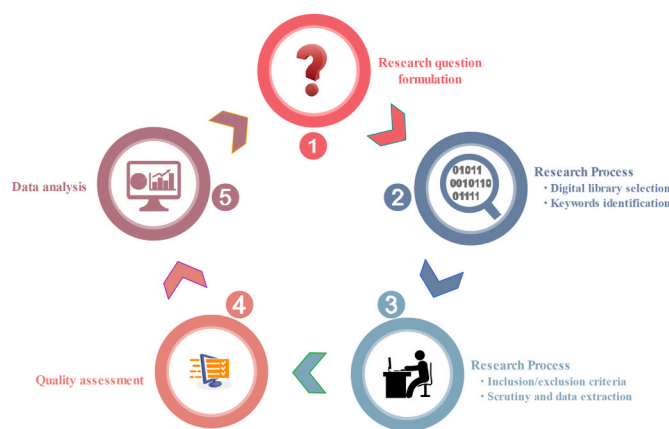 Research question
formulation
1
01011
0010110
01111
Research Process
• Digital library selection
• Keywords identification
2
3
Research Process
• Inclusion/exclusion criteria
• Scrutiny and data extraction
4
Quality assessment
Data analysis
5